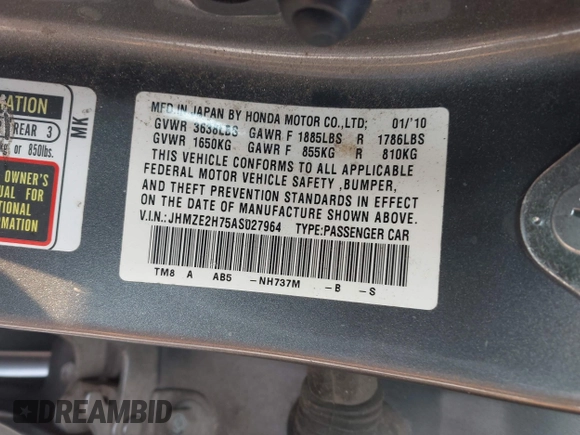 ATION
REAR 3
kg or 850lbs.
OWNER'S
UAL FOR
TIONAL
RMATION
MK
MFD IN JAPAN BY HONDA MOTOR CO.,LTD; 01/'10
GVWR 3638LBS GAWR F 1885LBS R 1786LBS
GVWR 1650KG GAWR F 855KG R 810KG
THIS VEHICLE CONFORMS TO ALL APPLICABLE
FEDERAL MOTOR VEHICLE SAFETY ,BUMPER,
AND THEFT PREVENTION STANDARDS IN EFFECT
ON THE DATE OF MANUFACTURE SHOWN ABOVE.
V.I.N.:JHMZE2H75AS027964 TYPE:PASSENGER CAR
TM8 A AB5 -NH737M -B -S
DREAMBID